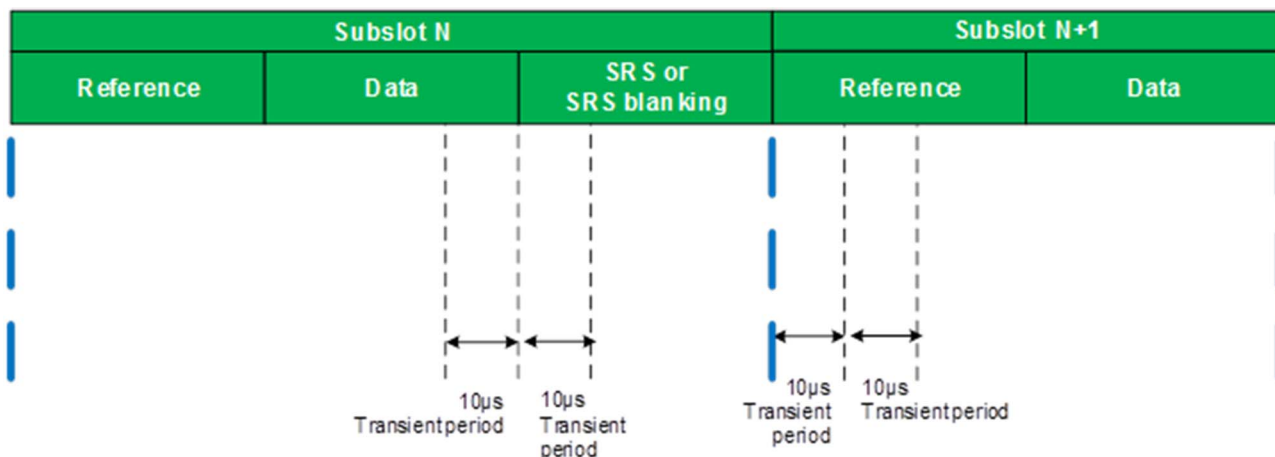 Subslot N
Subslot N+1
Reference
Data
SRS or
SRS blanking
Reference
Data
10µs
Transient period
10µs
Transient
period
10µs
Transient
period
10µs
Transient period